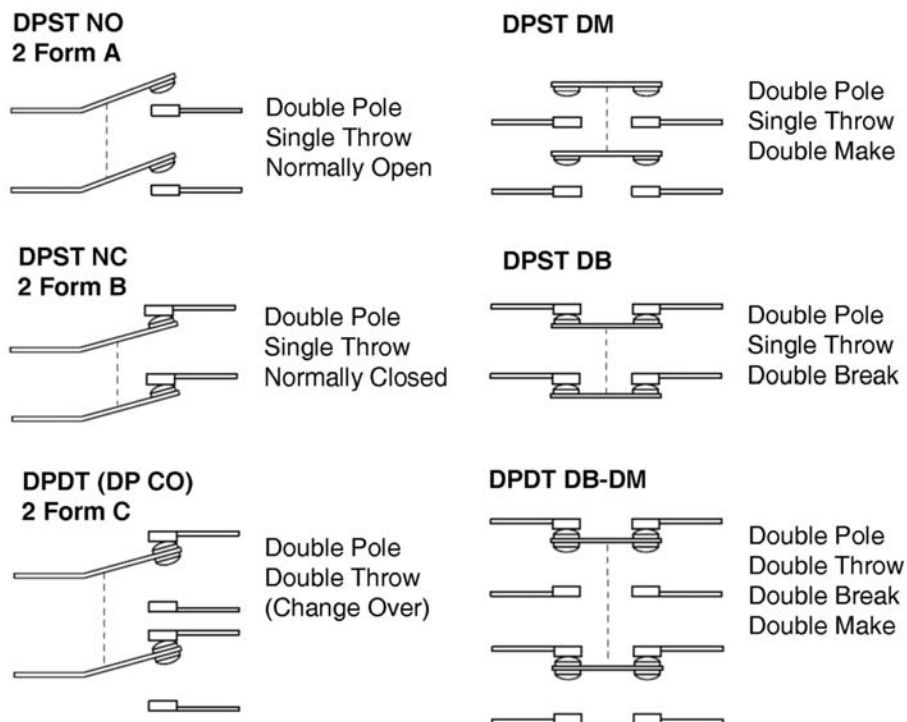 DPST NO
2 Form A
Double Pole
Single Throw
Normally Open
DPST DM
Double Pole
Single Throw
Double Make
DPST NC
2 Form B
Double Pole
Single Throw
Normally Closed
DPST DB
Double Pole
Single Throw
Double Break
DPDT (DP CO)
2 Form C
Double Pole
Double Throw
(Change Over)
DPDT DB-DM
Double Pole
Double Throw
Double Break
Double Make